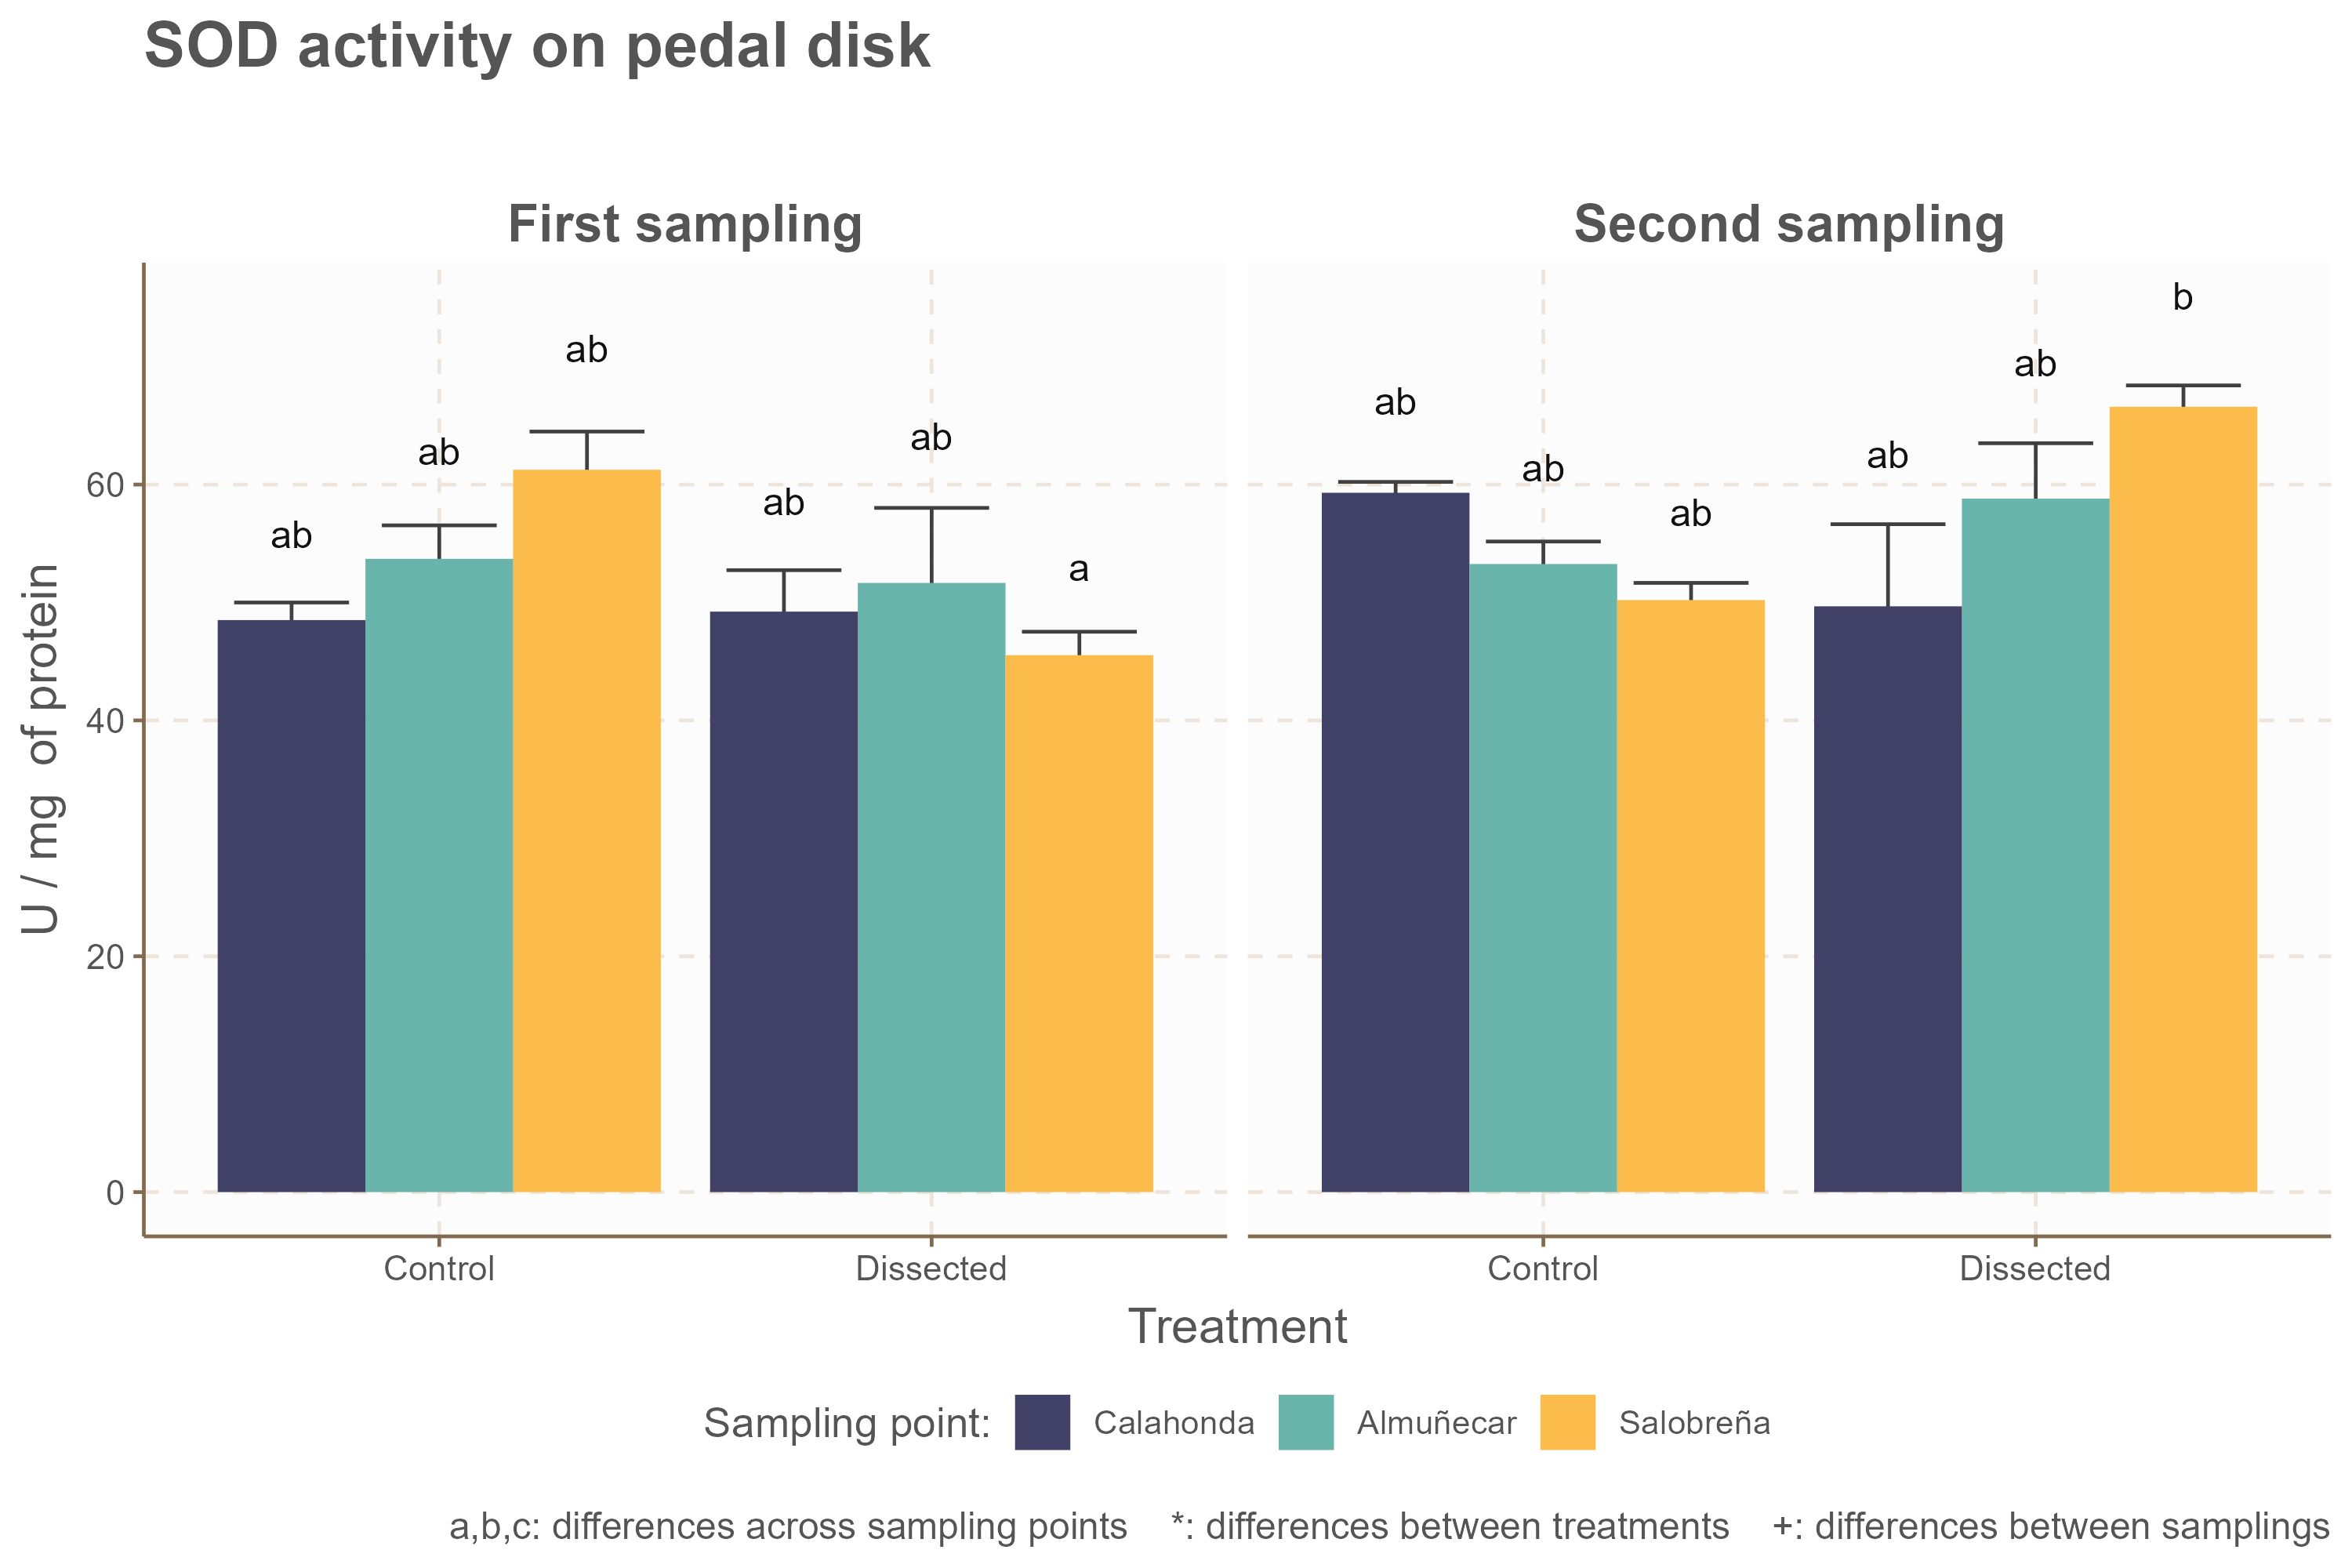 SOD activity on pedal disk
First sampling
Second sampling
U / mg  of protein
60
40
20
0
ab
ab
ab
ab
ab
a
ab
ab
ab
ab
ab
b
Control
Dissected
Control
Dissected
Treatment
Sampling point: Calahonda Almuñecar Salobreña
a,b,c: differences across sampling points    *: differences between treatments    +: differences between samplings